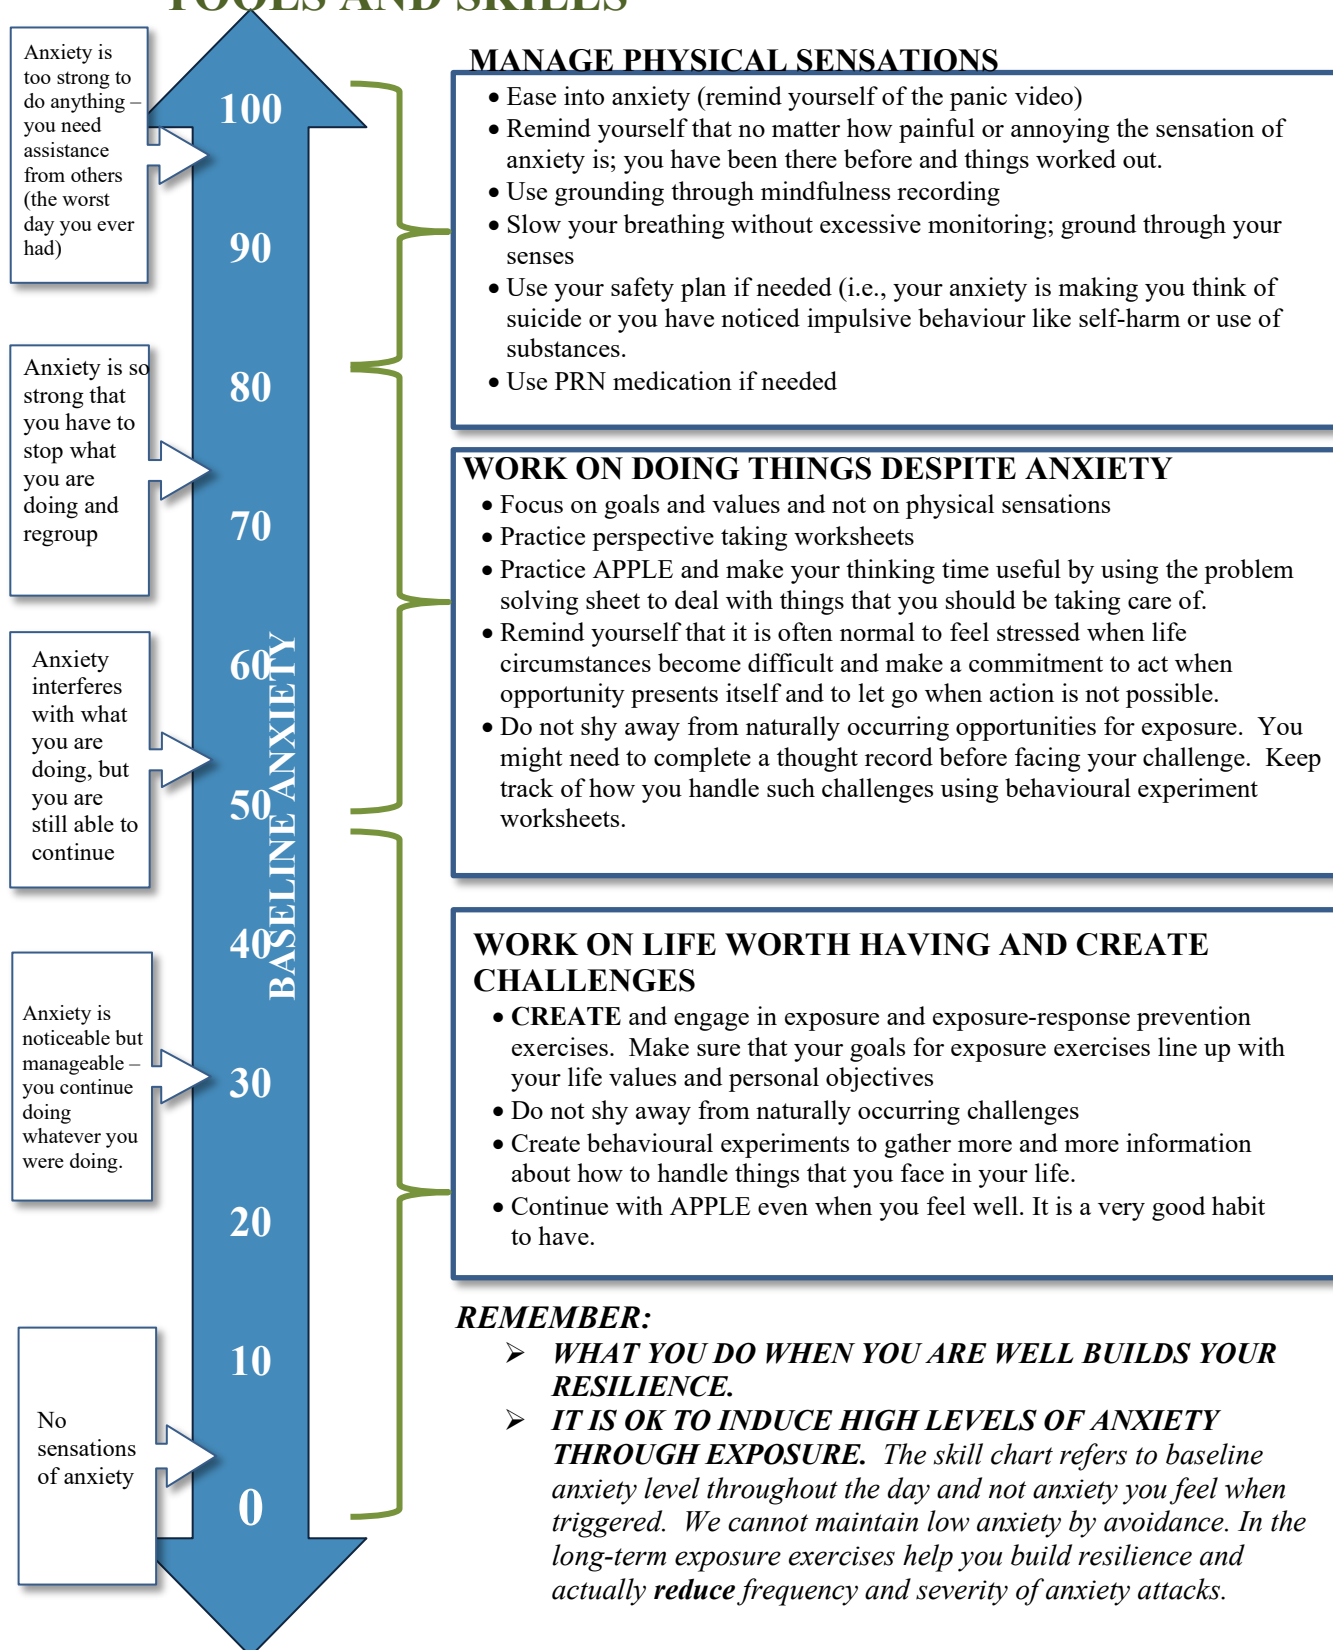 TOOLS AND SKILLS
Anxiety is
too strong to
do anything –
you need
assistance
from others
(the worst
day you ever
had)
Anxiety is so
strong that
you have to
stop what
you are
doing and
regroup
Anxiety
interferes
with what
you are
doing, but
you are
still able to
continue
Anxiety is
noticeable but
manageable –
you continue
doing
whatever you
were doing.
No
sensations
of anxiety
100
90
80
70
60
50
40
30
20
10
0
BASELINE ANXIETY
MANAGE PHYSICAL SENSATIONS
• Ease into anxiety (remind yourself of the panic video)
• Remind yourself that no matter how painful or annoying the sensation of
anxiety is; you have been there before and things worked out.
• Use grounding through mindfulness recording
• Slow your breathing without excessive monitoring; ground through your
senses
• Use your safety plan if needed (i.e., your anxiety is making you think of
suicide or you have noticed impulsive behaviour like self-harm or use of
substances.
• Use PRN medication if needed
WORK ON DOING THINGS DESPITE ANXIETY
• Focus on goals and values and not on physical sensations
• Practice perspective taking worksheets
• Practice APPLE and make your thinking time useful by using the problem
solving sheet to deal with things that you should be taking care of.
• Remind yourself that it is often normal to feel stressed when life
circumstances become difficult and make a commitment to act when
opportunity presents itself and to let go when action is not possible.
• Do not shy away from naturally occurring opportunities for exposure.  You
might need to complete a thought record before facing your challenge.  Keep
track of how you handle such challenges using behavioural experiment
worksheets.
WORK ON LIFE WORTH HAVING AND CREATE
CHALLENGES
• CREATE and engage in exposure and exposure-response prevention
exercises.  Make sure that your goals for exposure exercises line up with
your life values and personal objectives
• Do not shy away from naturally occurring challenges
• Create behavioural experiments to gather more and more information
about how to handle things that you face in your life.
• Continue with APPLE even when you feel well. It is a very good habit
to have.
REMEMBER:
➢ WHAT YOU DO WHEN YOU ARE WELL BUILDS YOUR
RESILIENCE.
➢ IT IS OK TO INDUCE HIGH LEVELS OF ANXIETY
THROUGH EXPOSURE.  The skill chart refers to baseline
anxiety level throughout the day and not anxiety you feel when
triggered.  We cannot maintain low anxiety by avoidance. In the
long-term exposure exercises help you build resilience and
actually reduce frequency and severity of anxiety attacks.